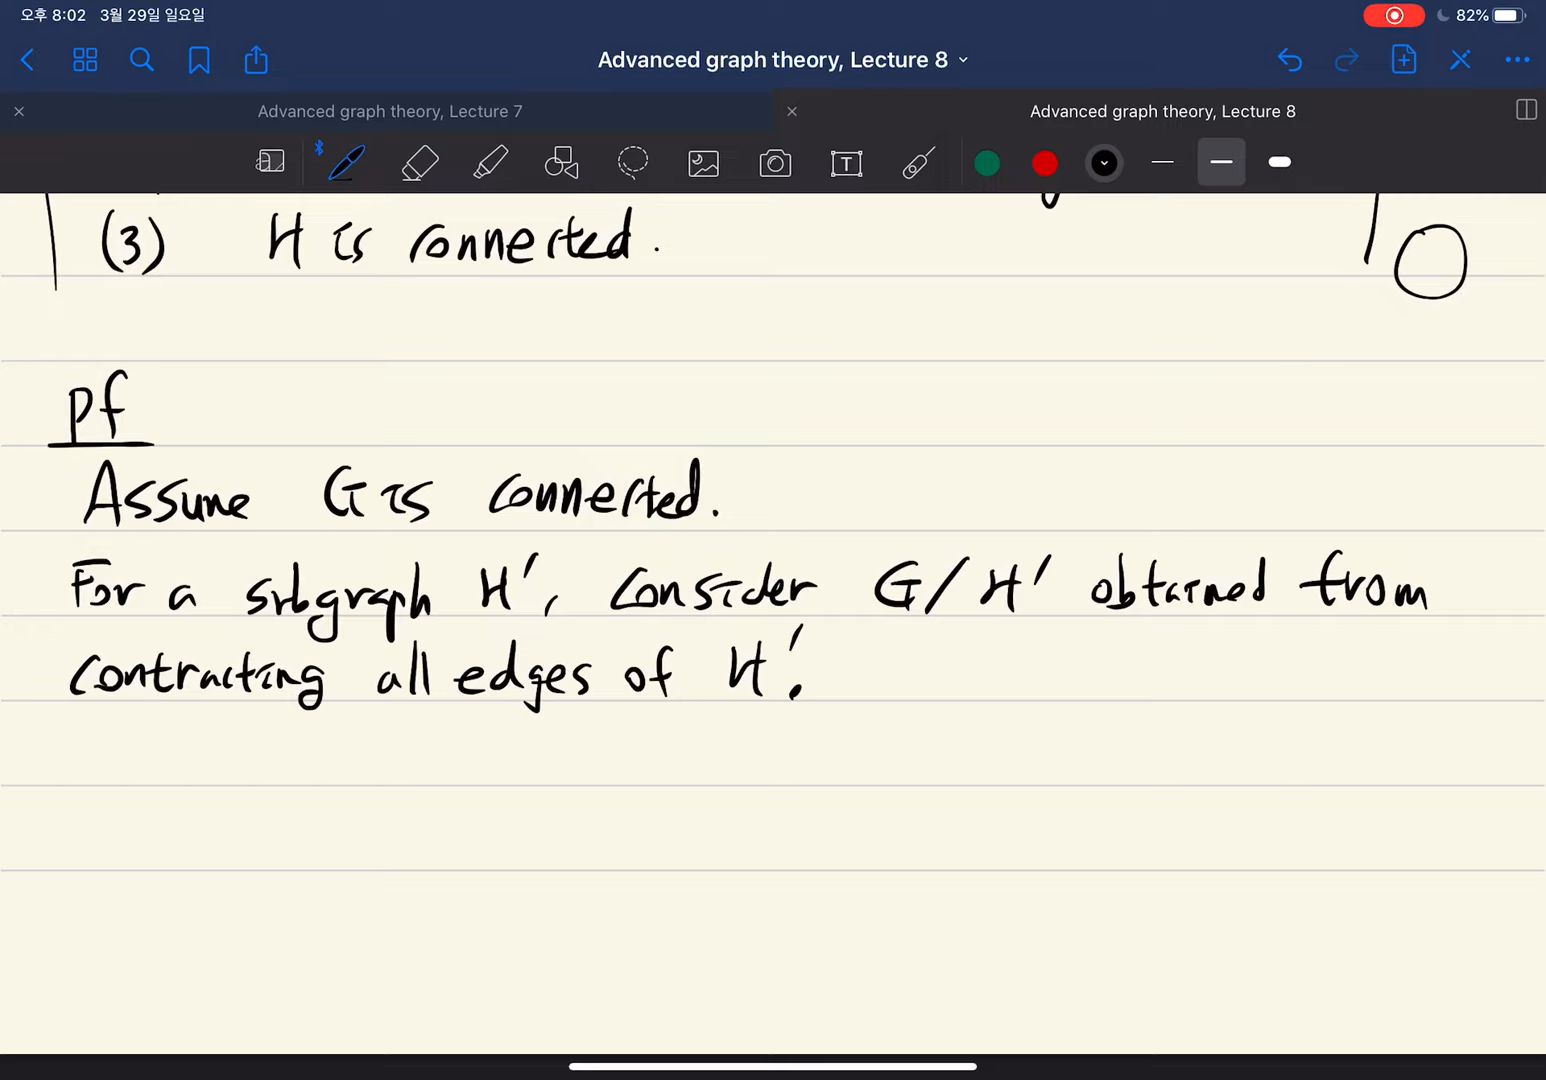 오후 8:02 3월 29일 일요일
82%
Advanced graph theory, Lecture 8
Advanced graph theory, Lecture 7
Advanced graph theory, Lecture 8
T
(3) H is connected.
pf
Assume G is connected.
For a subgraph H', consider G/H' obtained from
contracting all edges of H'.